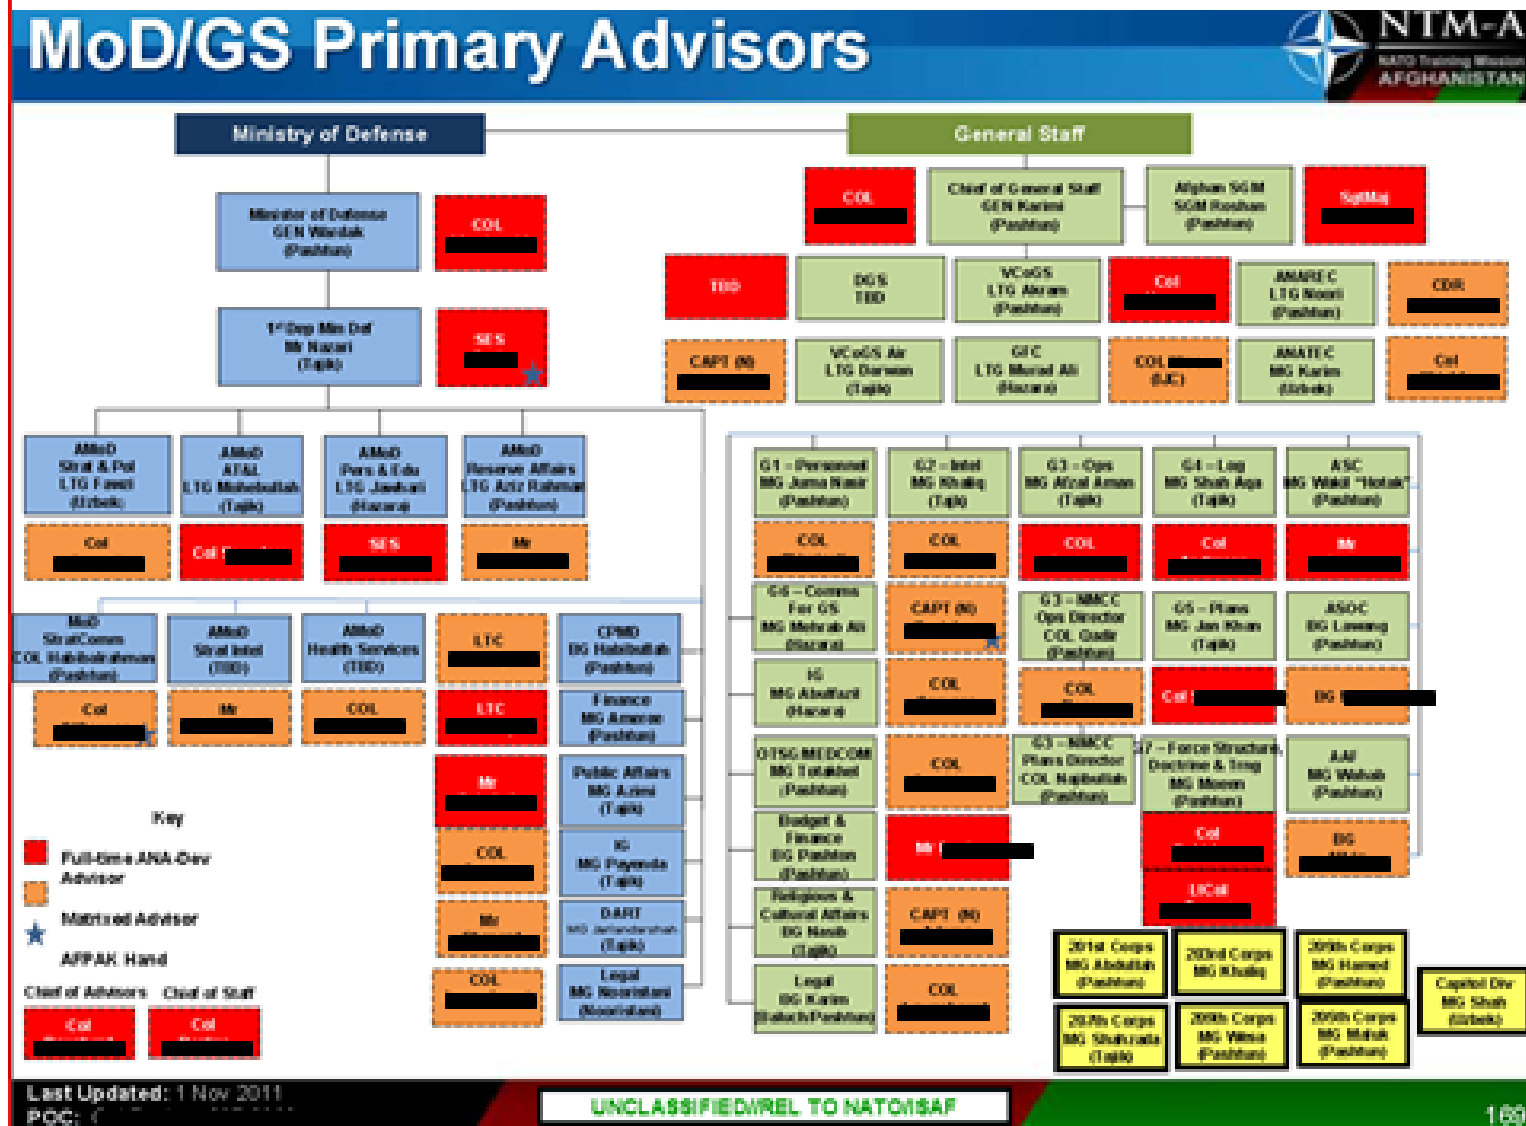 MoD/GS Primary Advisors
NTM-A
NATO Training Mission
AFGHANISTAN
Ministry of Defense
General Staff
Minister of Defense
GEN Wardak
(Pashtun)
COL
1st Dep Min Def
Mr Nazari
(Tajik)
SES
COL
Chief of General Staff
GEN Karimi
(Pashtun)
Afghan SGM
SGM Roshan
(Pashtun)
SgtMaj
TBD
DGS
TBD
VCoGS
LTG Akram
(Pashtun)
Col
ANAREC
LTG Noori
(Pashtun)
CDR
CAPT (N)
VCoGS Air
LTG Darwan
(Tajik)
GFC
LTG Murad Ali
(Hazara)
COL
(IJC)
ANATEC
MG Karim
(Uzbek)
Col
AMoD
Strat & Pol
LTG Fawzi
(Uzbek)
AMoD
AT&L
LTG Mohebullah
(Tajik)
AMoD
Pers & Edu
LTG Jawhari
(Hazara)
AMoD
Reserve Affairs
LTG Aziz Rahman
(Pashtun)
Col
Col
SES
Mr
MoD
StratComm
COL Habibolrahman
(Pashtun)
AMoD
Strat Intel
(TBD)
AMoD
Health Services
(TBD)
LTC
CPMD
BG Habibullah
(Pashtun)
Col
Mr
COL
LTC
Finance
MG
(Pashtun)
Mr
Public Affairs
MG Azimi
(Tajik)
COL
IG
MG Payenda
(Tajik)
Mr
DART
MG
(Tajik)
COL
Legal
MG Nooristani
(Nooristani)
G1 – Personnel
MG Juma Nasir
(Pashtun)
G2 – Intel
MG Khaliq
(Tajik)
G3 – Ops
MG Afzal Aman
(Tajik)
G4 – Log
MG Shah Aqa
(Tajik)
ASC
MG Wakil "Hotak"
(Pashtun)
COL
COL
COL
Col
Mr
G6 – Comms
For GS
MG Mehrab Ali
(Hazara)
CAPT (N)
G3 – NMCC
Ops Director
COL Qadir
(Pashtun)
G5 – Plans
MG Jan Khan
(Tajik)
ASOC
BG Lawang
(Pashtun)
IG
MG Abulfazil
(Hazara)
COL
COL
Col
BG
OTSG/MEDCOM
MG Totakhel
(Pashtun)
COL
G3 – NMCC
Plans Director
COL Najibullah
(Pashtun)
G7 – Force Structure,
Doctrine & Trng
MG Moeen
(Pashtun)
AAF
MG Wahab
(Pashtun)
Budget &
Finance
BG Pashton
(Pashtun)
Mr
Col
BG
LtCol
Religious &
Cultural Affairs
BG Nasib
(Tajik)
CAPT (N)
Legal
BG Karim
(Baluch/Pashtun)
COL
201st Corps
MG Abdullah
(Pashtun)
203rd Corps
MG Khaliq
MG Hamed
(Pashtun)
Capitol Div
MG Shah
(Uzbek)
207th Corps
MG Shahzada
(Tajik)
209th Corps
MG Wesa
(Pashtun)
205th Corps
MG
(Pashtun)
Key
Full-time ANA-Dev
Advisor
Matrixed Advisor
AFPAK Hand
Chief of Advisors
Chief of Staff
Col
Col
Last Updated: 1 Nov 2011
POC:
UNCLASSIFIED//REL TO NATO/ISAF
169